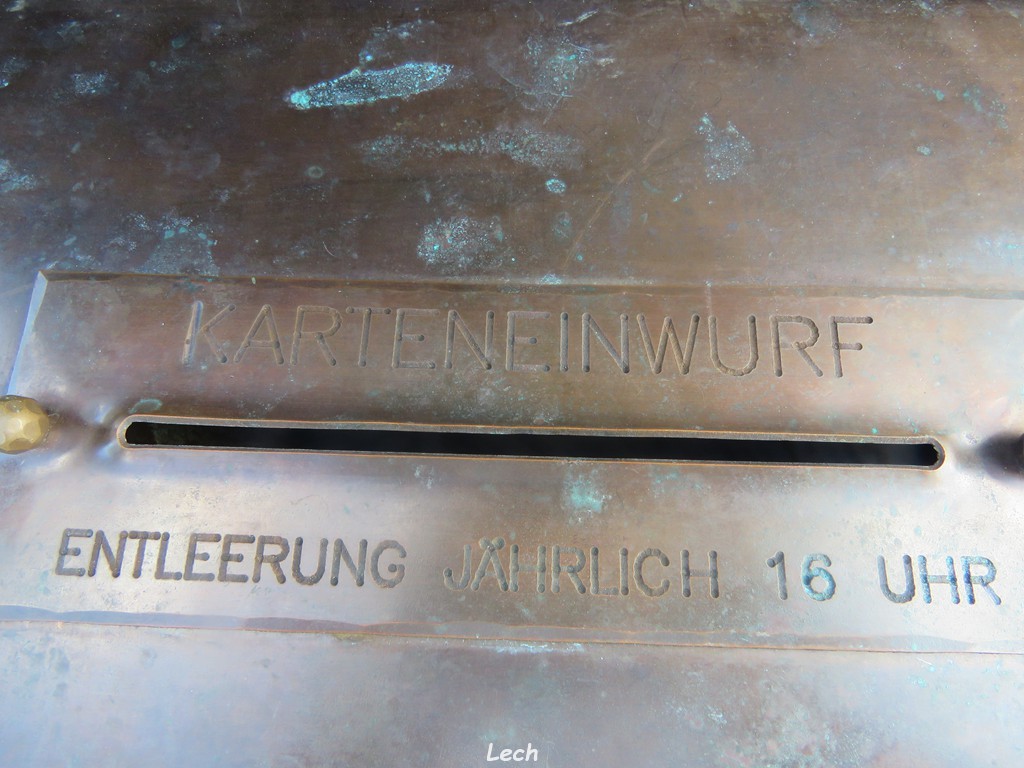 KARTENEINWURF
ENTLEERUNG JÄHRLICH 16 UHR
Lech